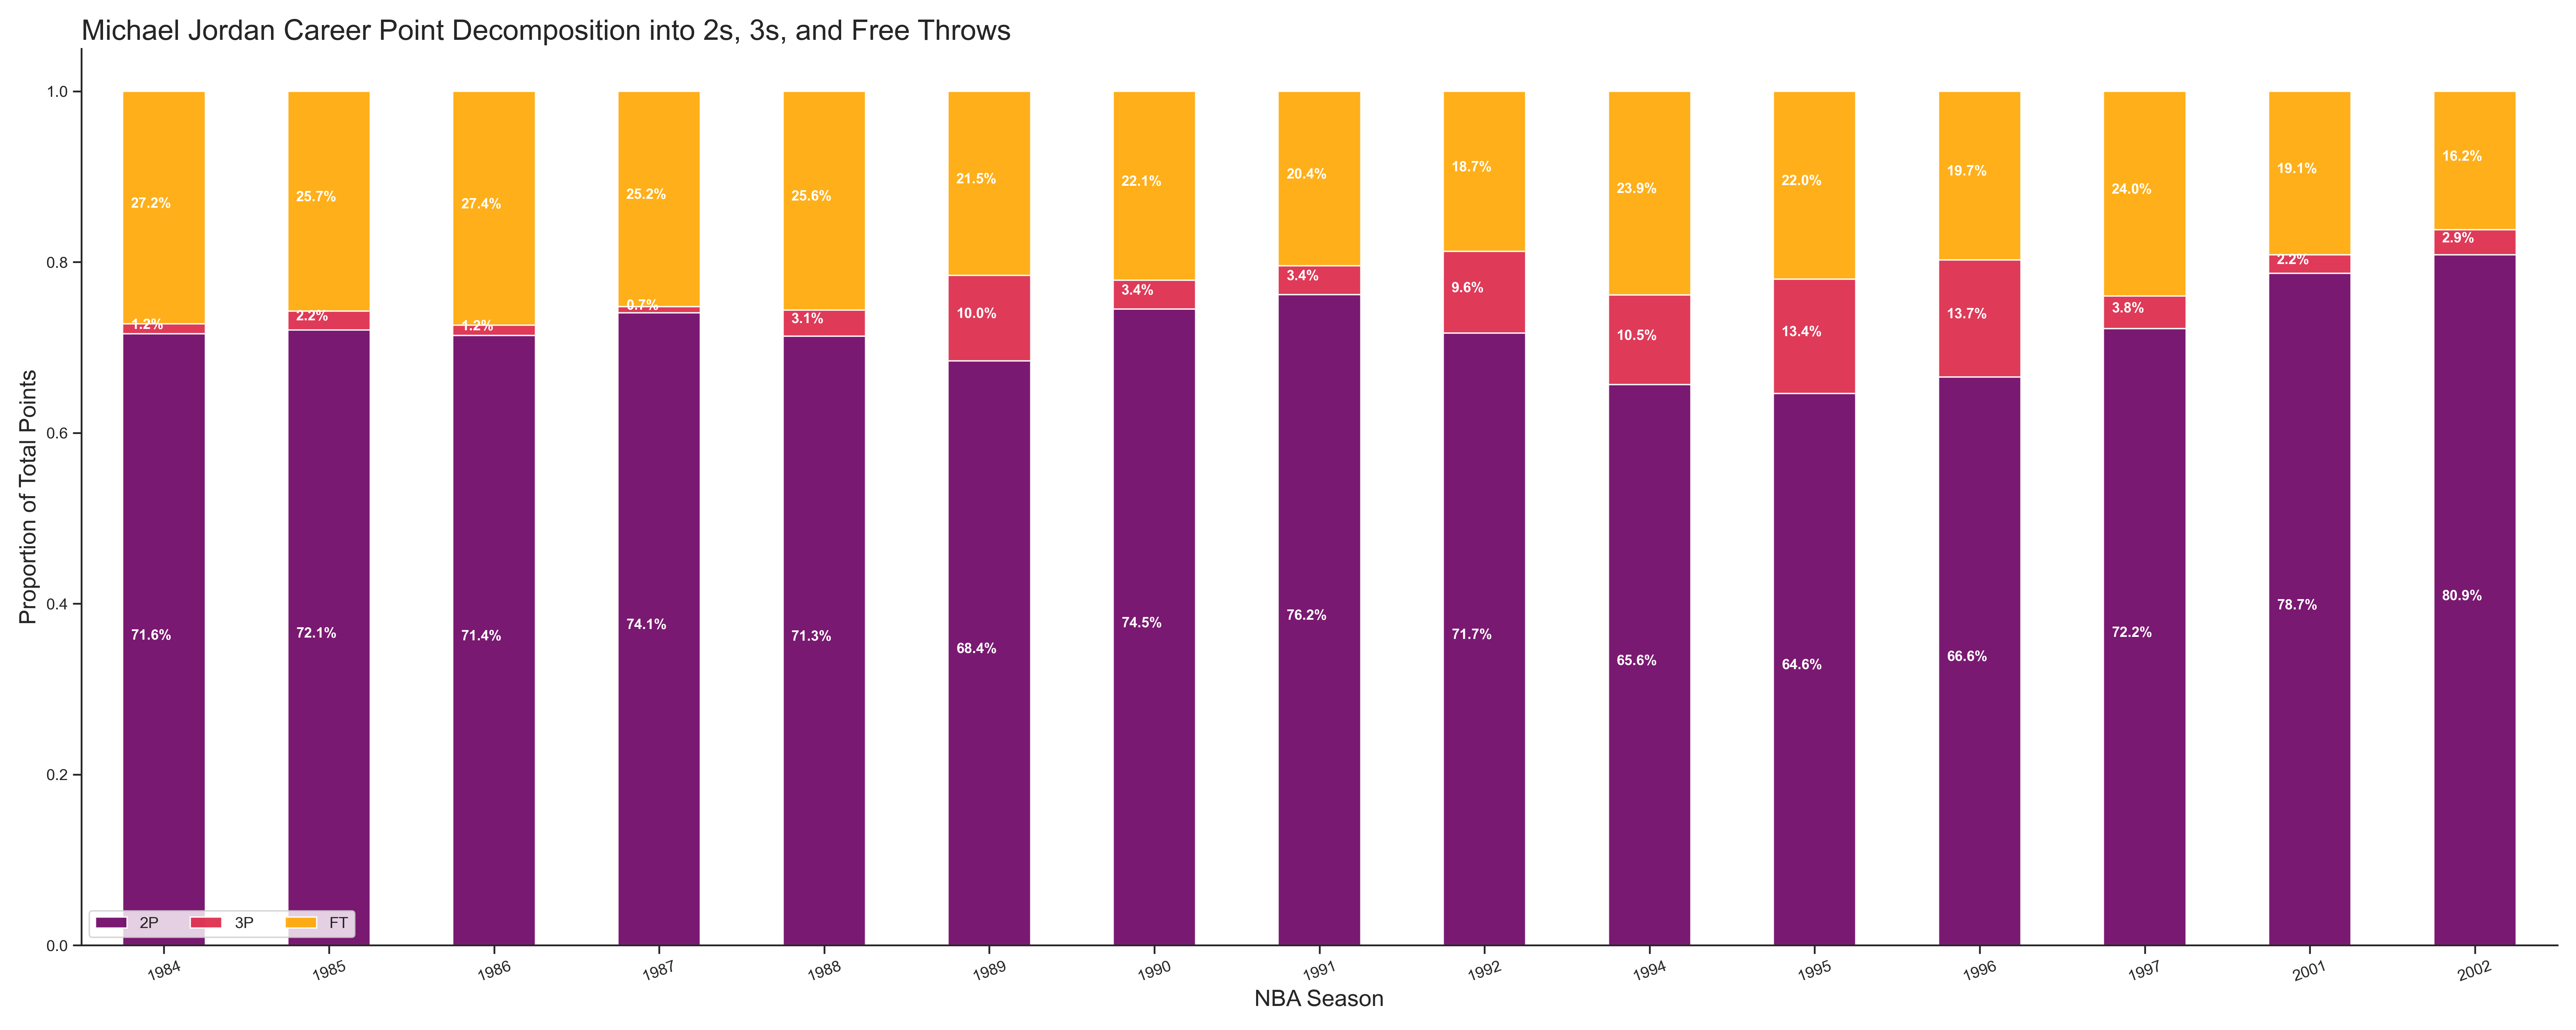 Michael Jordan Career Point Decomposition into 2s, 3s, and Free Throws
Proportion of Total Points
1.0
0.8
0.6
0.4
0.2
0.0
27.2% 25.7% 27.4% 25.2% 25.6% 21.5% 22.1% 20.4% 18.7% 23.9% 22.0% 19.7% 24.0% 19.1% 16.2%
1.2% 2.2% 1.2% 0.7% 3.1% 10.0% 3.4% 3.4% 9.6% 10.5% 13.4% 13.7% 3.8% 2.2% 2.9%
71.6% 72.1% 71.4% 74.1% 71.3% 68.4% 74.5% 76.2% 71.7% 65.6% 64.6% 66.6% 72.2% 78.7% 80.9%
2P 3P FT
1984 1985 1986 1987 1988 1989 1990 1991 1992 1994 1995 1996 1997 2001 2002
NBA Season